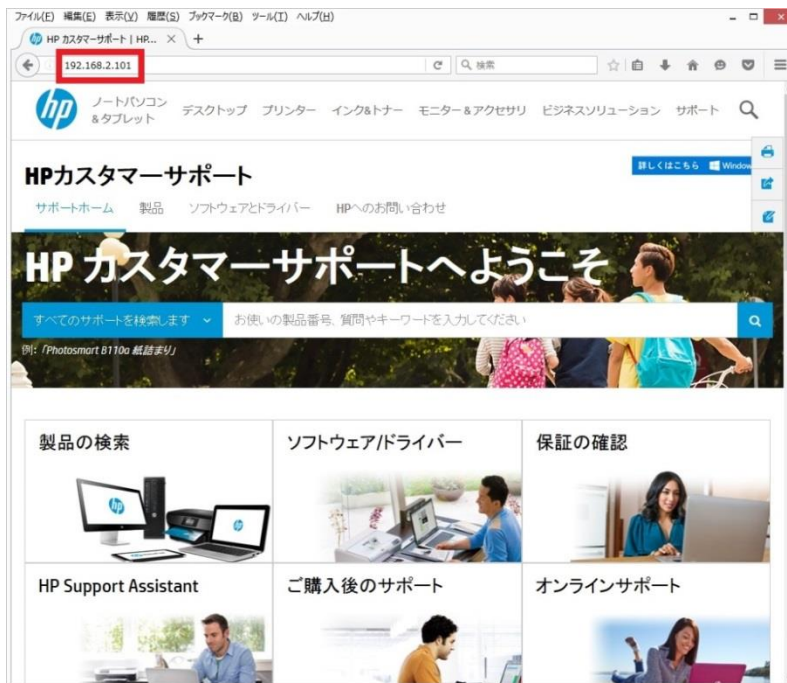 ファイル(F) 編集(E) 表示(V) 履歴(S) ブックマーク(B) ツール(T) ヘルプ(H)
HP カスタマーサポート | HP...
192.168.2.101
検索
hp
ノートパソコン
&タブレット
デスクトップ プリンター インク&トナー モニター&アクセサリ ビジネスソリューション サポート
HPカスタマーサポート
詳しくはこちら Window
サポートホーム 製品 ソフトウェアとドライバー HPへのお問い合わせ
HP カスタマーサポートへようこそ
すべてのサポートを検索します お使いの製品番号、質問やキーワードを入力してください
例:「Photosmart B110a 紙詰まり」
製品の検索 ソフトウェア/ドライバー 保証の確認
HP Support Assistant ご購入後のサポート オンラインサポート